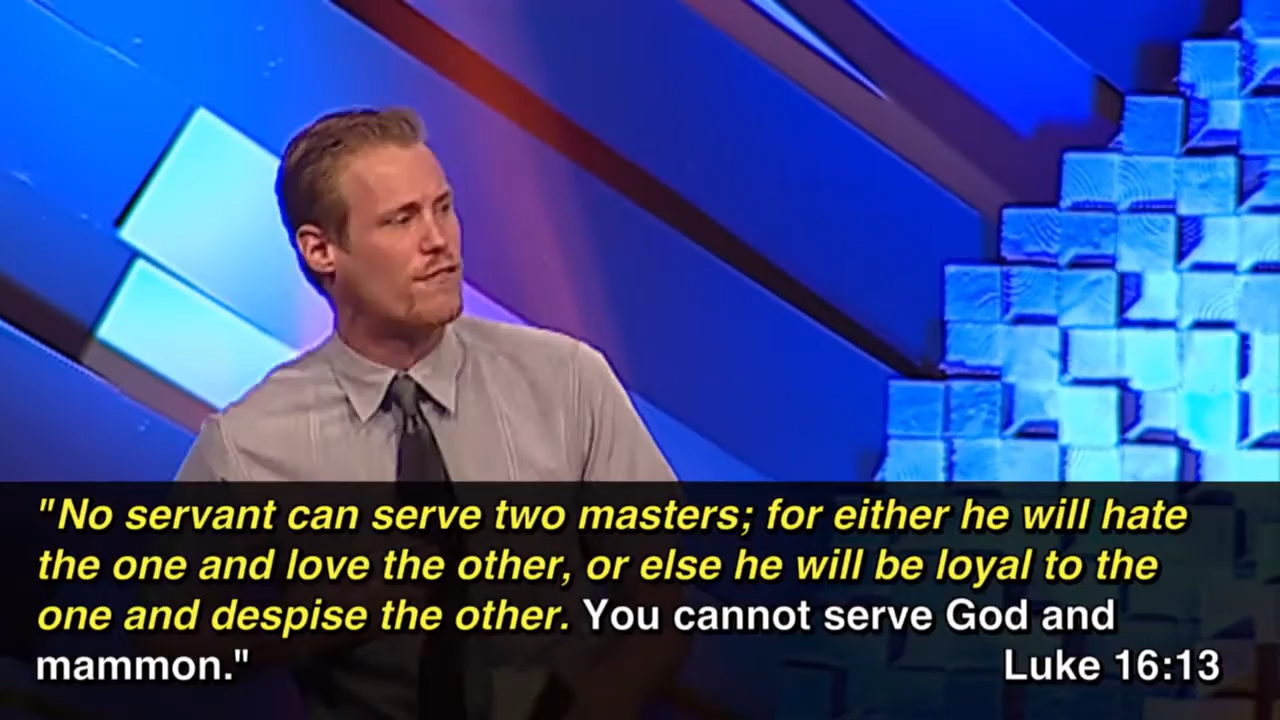 "No servant can serve two masters; for either he will hate
the one and love the other, or else he will be loyal to the
one and despise the other. You cannot serve God and
mammon." Luke 16:13